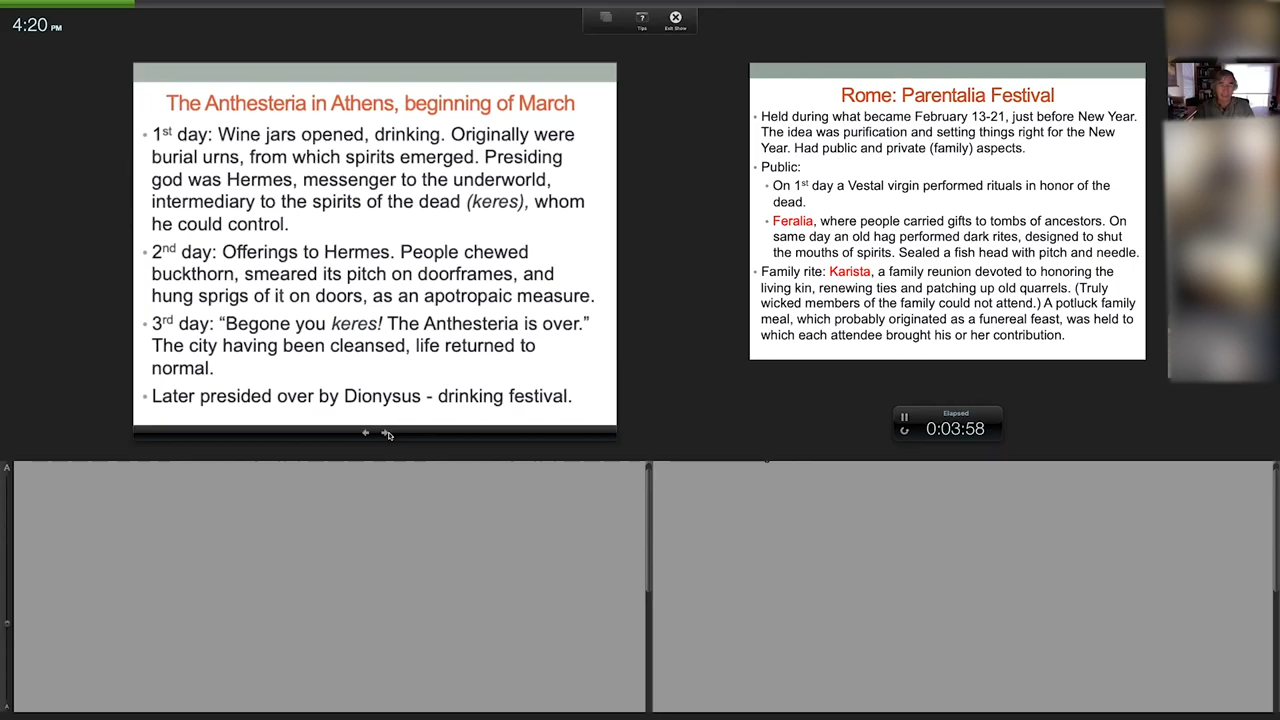 4:20 PM
? 
Tips
Exit Show
The Anthesteria in Athens, beginning of March
• 1st day: Wine jars opened, drinking. Originally were
burial urns, from which spirits emerged. Presiding
god was Hermes, messenger to the underworld,
intermediary to the spirits of the dead (keres), whom
he could control.
• 2nd day: Offerings to Hermes. People chewed
buckthorn, smeared its pitch on doorframes, and
hung sprigs of it on doors, as an apotropaic measure.
• 3rd day: “Begone you keres! The Anthesteria is over.”
The city having been cleansed, life returned to
normal.
• Later presided over by Dionysus - drinking festival.
Rome: Parentalia Festival
• Held during what became February 13-21, just before New Year.
The idea was purification and setting things right for the New
Year. Had public and private (family) aspects.
• Public:
• On 1st day a Vestal virgin performed rituals in honor of the
dead.
• Feralia, where people carried gifts to tombs of ancestors. On
same day an old hag performed dark rites, designed to shut
the mouths of spirits. Sealed a fish head with pitch and needle.
• Family rite: Karista, a family reunion devoted to honoring the
living kin, renewing ties and patching up old quarrels. (Truly
wicked members of the family could not attend.) A potluck family
meal, which probably originated as a funereal feast, was held to
which each attendee brought his or her contribution.
Elapsed
0:03:58
A
A